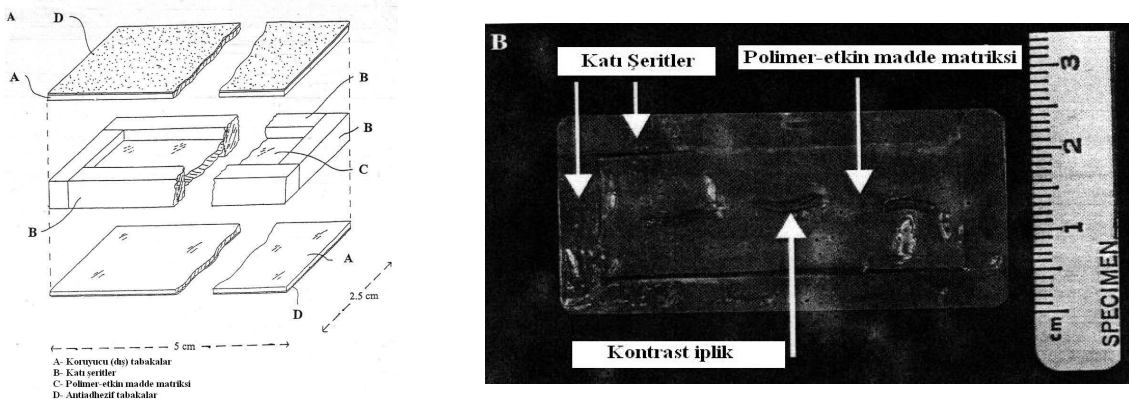 A
D
A
B
B
C
B
A
D
2.5 cm
5 cm
A- Koruyucu (dış) tabakalar
B- Katı şeritler
C- Polimer-etkin madde matriksi
D- Antiadhezif tabakalar
B
Katı Şeritler
Polimer-etkin madde matriksi
Kontrast iplik
3
2
1
cm
SPECIMEN